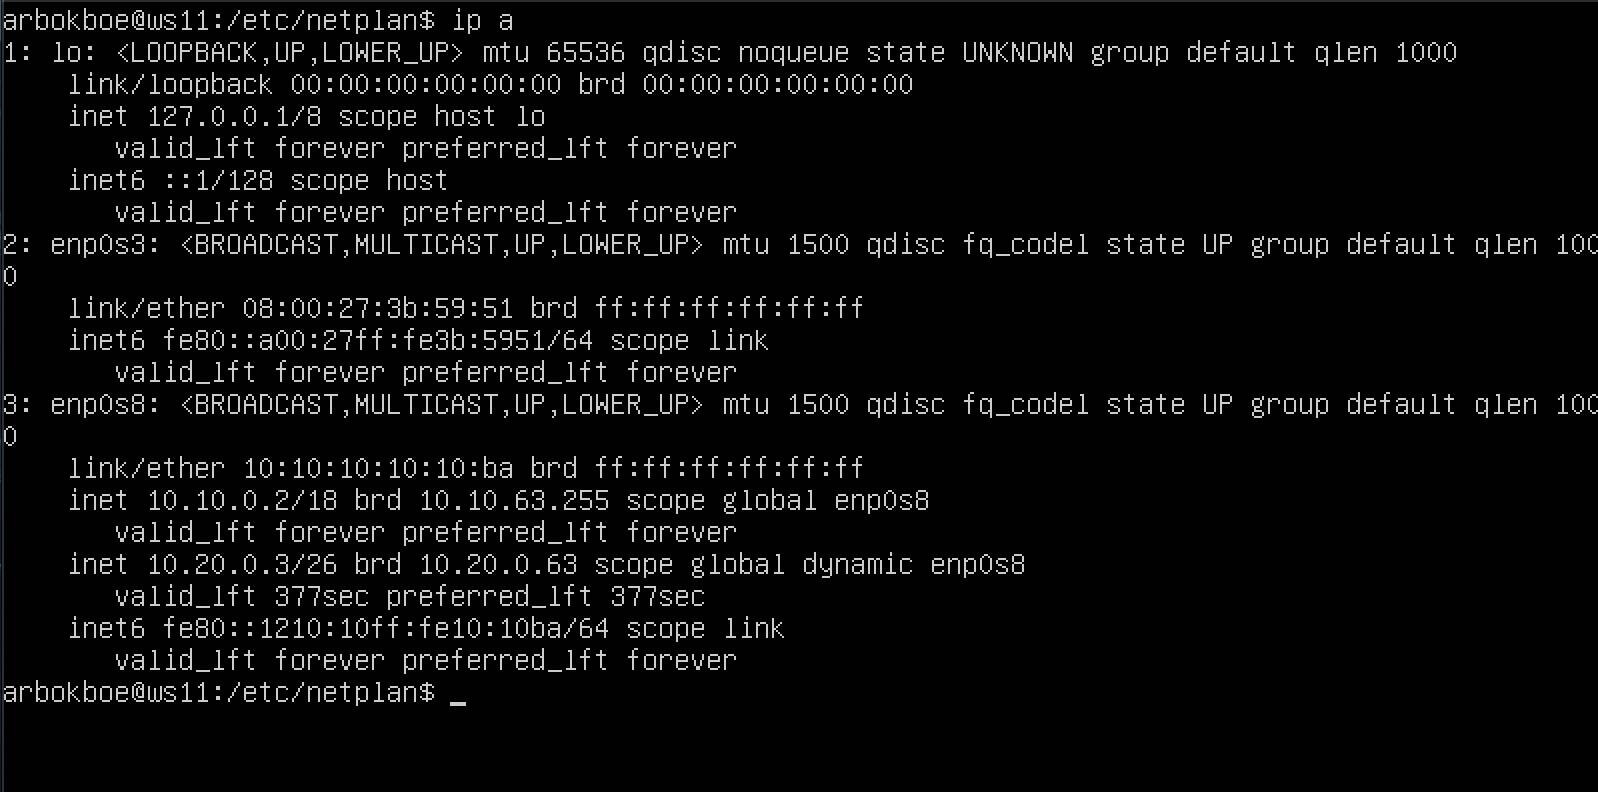 arbokboe@ws11:/etc/netplan$ ip a
1: lo: <LOOPBACK,UP,LOWER_UP> mtu 65536 qdisc noqueue state UNKNOWN group default qlen 1000
    link/loopback 00:00:00:00:00:00 brd 00:00:00:00:00:00
    inet 127.0.0.1/8 scope host lo
       valid_lft forever preferred_lft forever
    inet6 ::1/128 scope host
       valid_lft forever preferred_lft forever
2: enp0s3: <BROADCAST,MULTICAST,UP,LOWER_UP> mtu 1500 qdisc fq_codel state UP group default qlen 100
0
    link/ether 08:00:27:3b:59:51 brd ff:ff:ff:ff:ff:ff
    inet6 fe80::a00:27ff:fe3b:5951/64 scope link
       valid_lft forever preferred_lft forever
3: enp0s8: <BROADCAST,MULTICAST,UP,LOWER_UP> mtu 1500 qdisc fq_codel state UP group default qlen 100
0
    link/ether 10:10:10:10:10:ba brd ff:ff:ff:ff:ff:ff
    inet 10.10.0.2/18 brd 10.10.63.255 scope global enp0s8
       valid_lft forever preferred_lft forever
    inet 10.20.0.3/26 brd 10.20.0.63 scope global dynamic enp0s8
       valid_lft 377sec preferred_lft 377sec
    inet6 fe80::1210:10ff:fe10:10ba/64 scope link
       valid_lft forever preferred_lft forever
arbokboe@ws11:/etc/netplan$ _